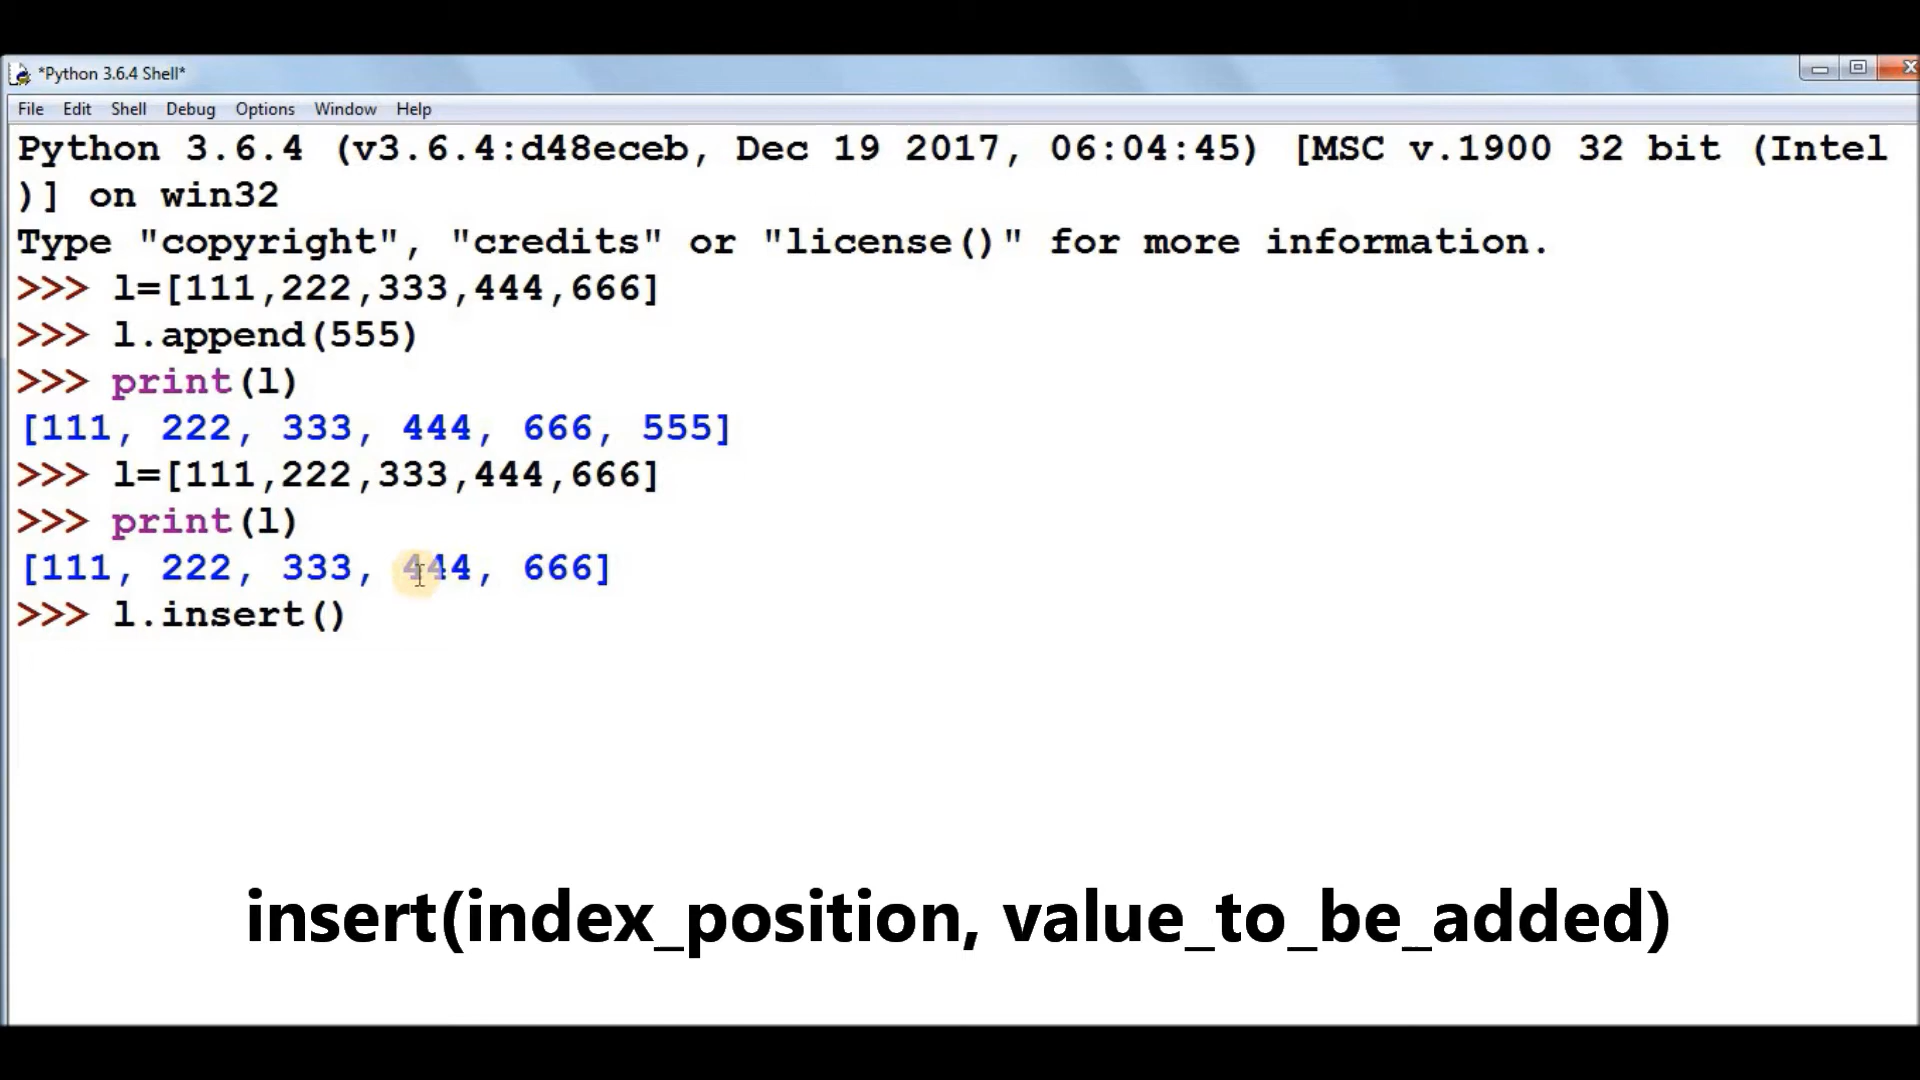 *Python 3.6.4 Shell*
File Edit Shell Debug Options Window Help
Python 3.6.4 (v3.6.4:d48eceb, Dec 19 2017, 06:04:45) [MSC v.1900 32 bit (Intel
)] on win32
Type "copyright", "credits" or "license()" for more information.
>>> l=[111,222,333,444,666]
>>> l.append(555)
>>> print(l)
[111, 222, 333, 444, 666, 555]
>>> l=[111,222,333,444,666]
>>> print(l)
[111, 222, 333, 444, 666]
>>> l.insert()
insert(index_position, value_to_be_added)